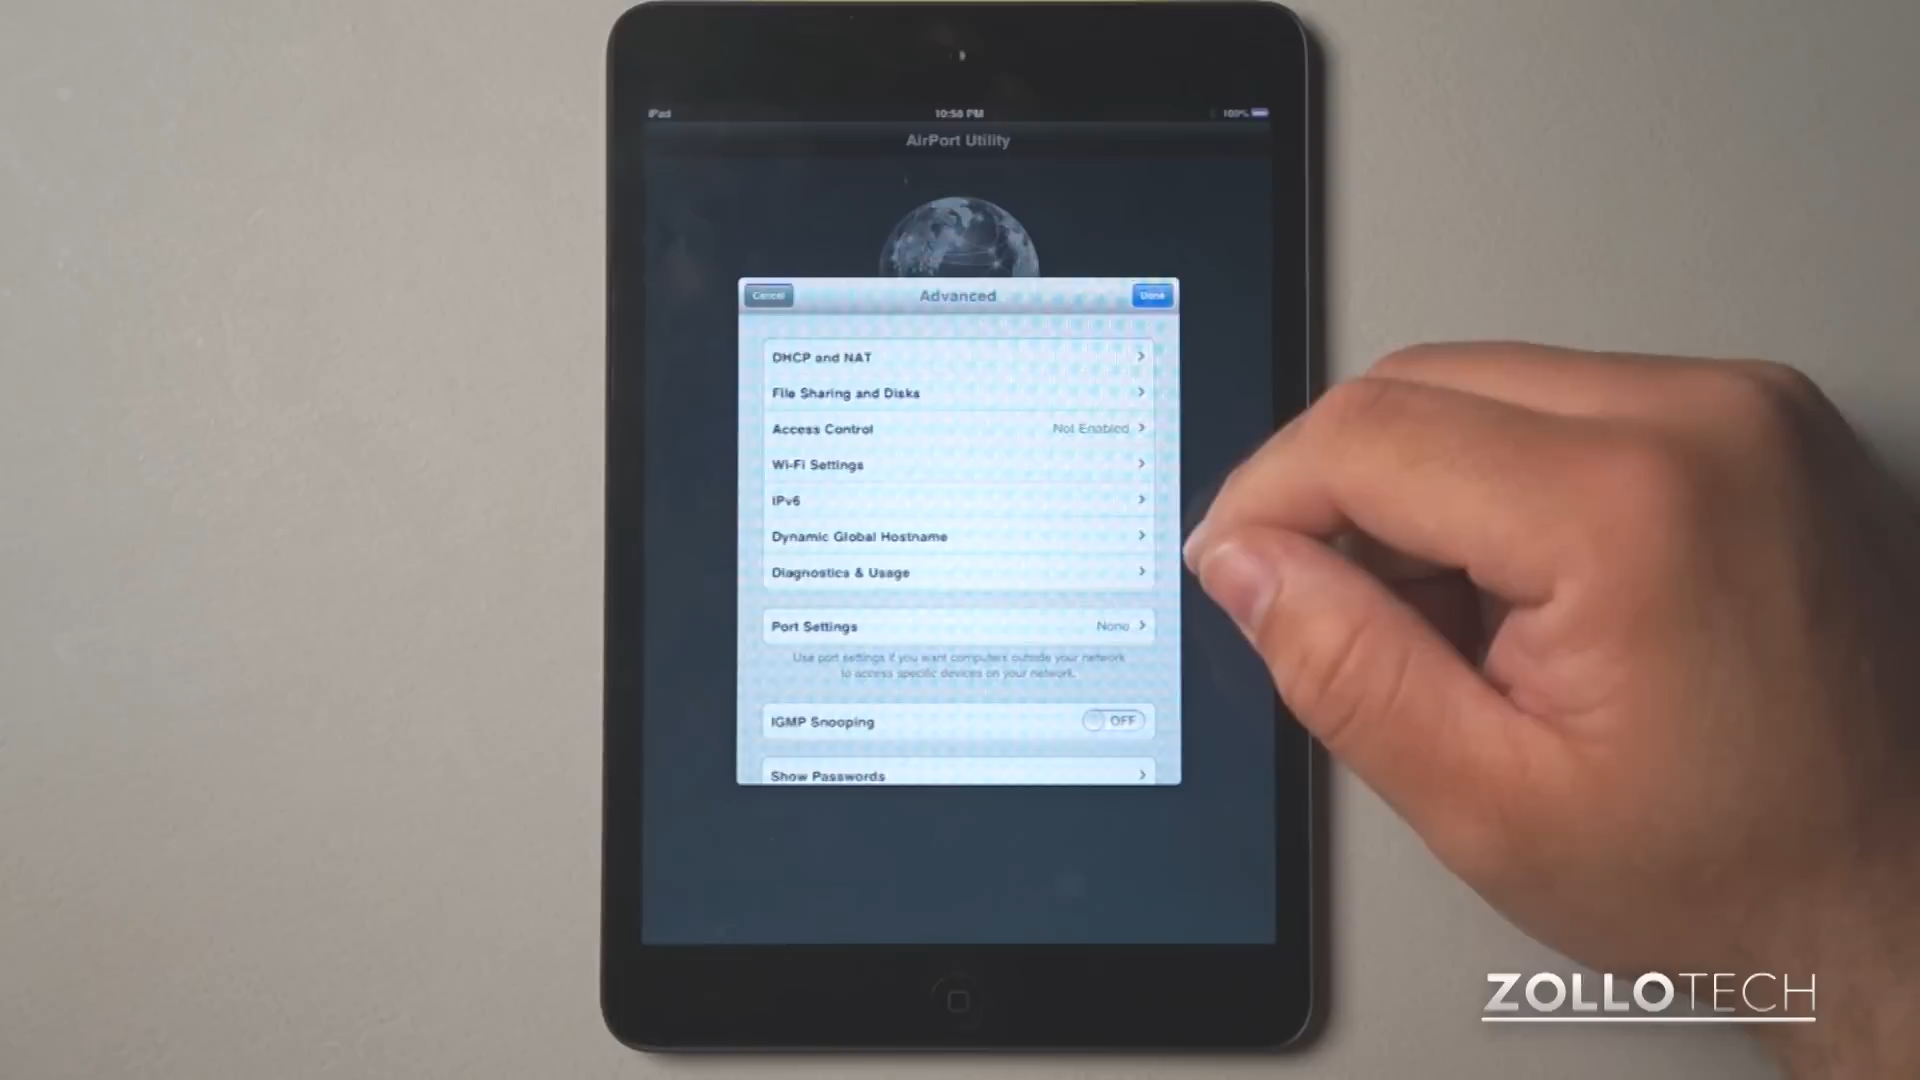 iPad 10:58 PM 100%
AirPort Utility
Cancel Advanced Done
DHCP and NAT
File Sharing and Disks
Access Control Not Enabled
Wi-Fi Settings
IPv6
Dynamic Global Hostname
Diagnostics & Usage
Port Settings None
Use port settings if you want computers outside your network
to access specific devices on your network.
IGMP Snooping OFF
Show Passwords
ZOLLOTECH